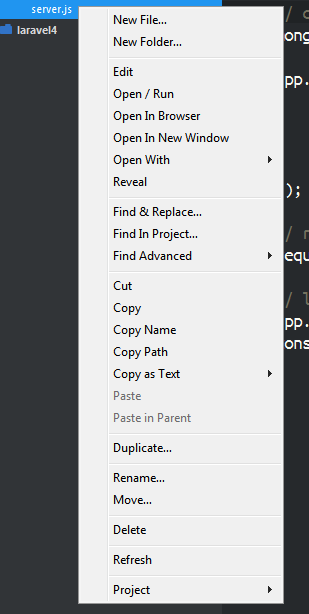 server.js
laravel4
New File...
New Folder...
Edit
Open / Run
Open In Browser
Open In New Window
Open With
Reveal
Find & Replace...
Find In Project...
Find Advanced
Cut
Copy
Copy Name
Copy Path
Copy as Text
Paste
Paste in Parent
Duplicate...
Rename...
Move...
Delete
Refresh
Project
pp.
);
equ
pp.
ons